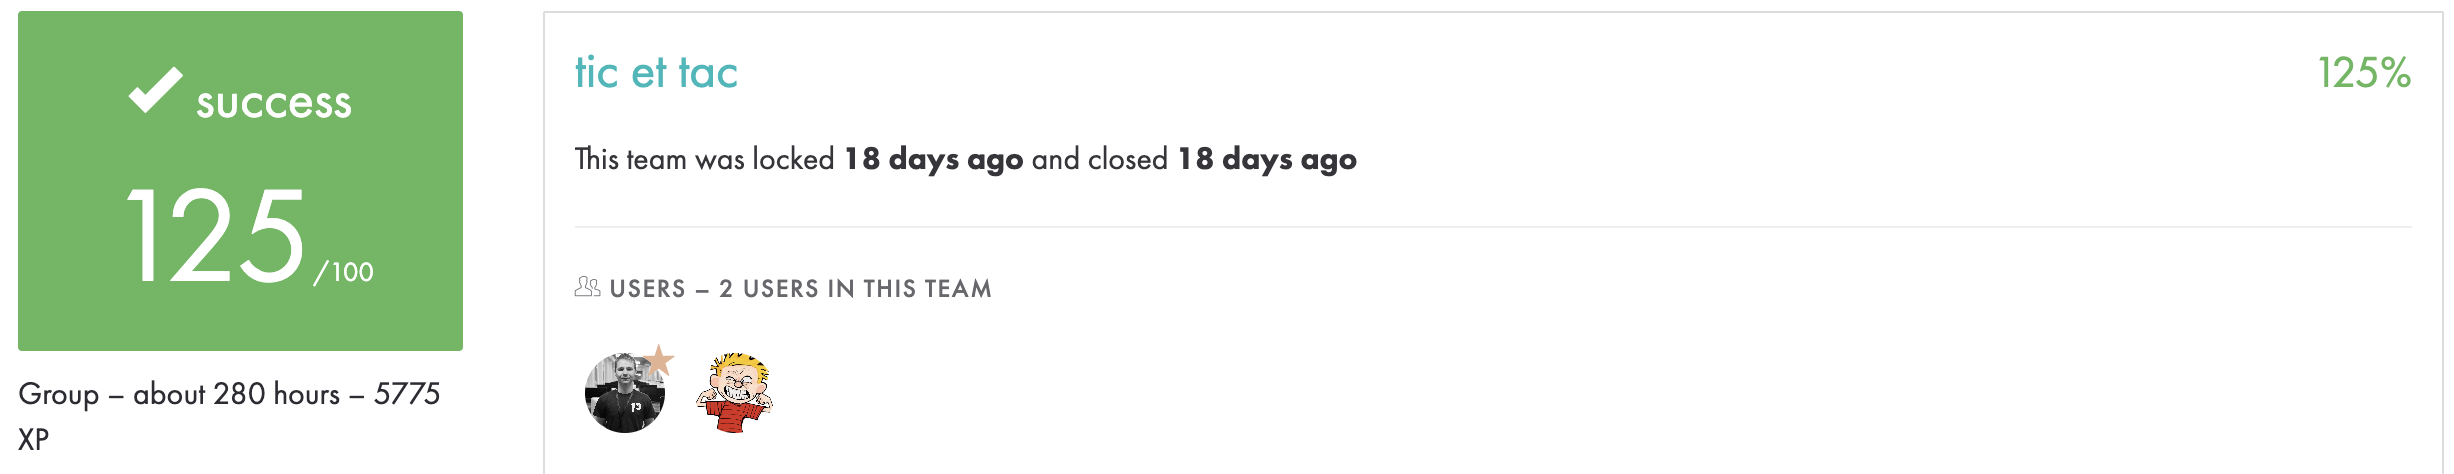 success
125/100
Group – about 280 hours – 5775
XP
tic et tac
125%
This team was locked 18 days ago and closed 18 days ago
USERS – 2 USERS IN THIS TEAM